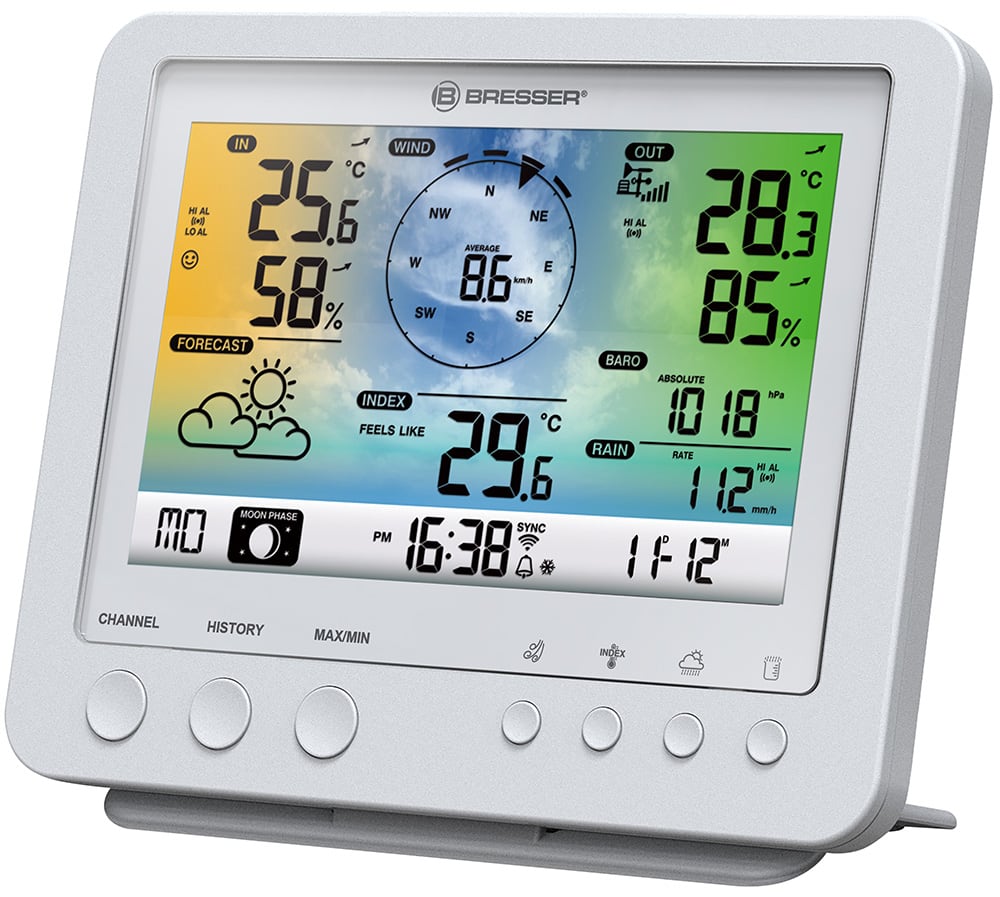 B BRESSER®
IN
25.6 °C
HI AL
LO AL
58%
WIND
N
NW NE
W E
SW SE
S
AVERAGE
8.6 km/h
OUT
28.3 °C
HI AL
85%
FORECAST
INDEX
FEELS LIKE
29.6 °C
BARO
ABSOLUTE
1018 hPa
RAIN
RATE
11.2 mm/h
HI AL
MO
MOON PHASE
PM 16:38 SYNC
11D-12M
CHANNEL
HISTORY
MAX/MIN
INDEX